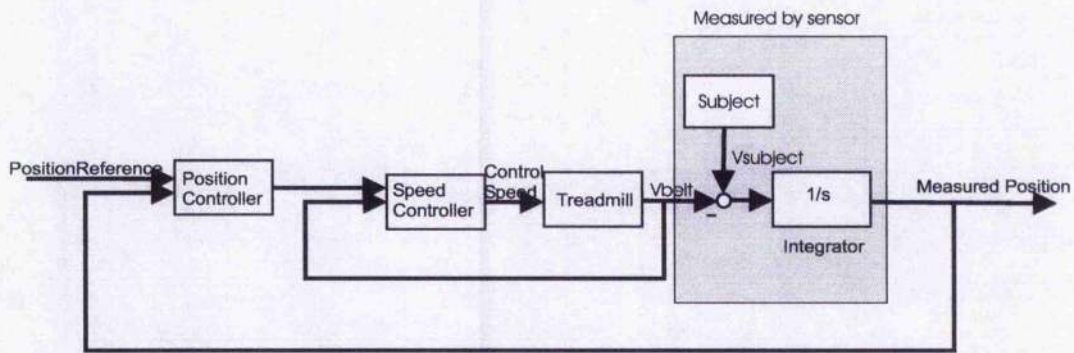 Measured by sensor
Subject
PositionReference
Position
Controller
Speed
Controller
Control
Speed
Treadmill
Vbelt
Vsubject
-
1/s
Integrator
Measured Position